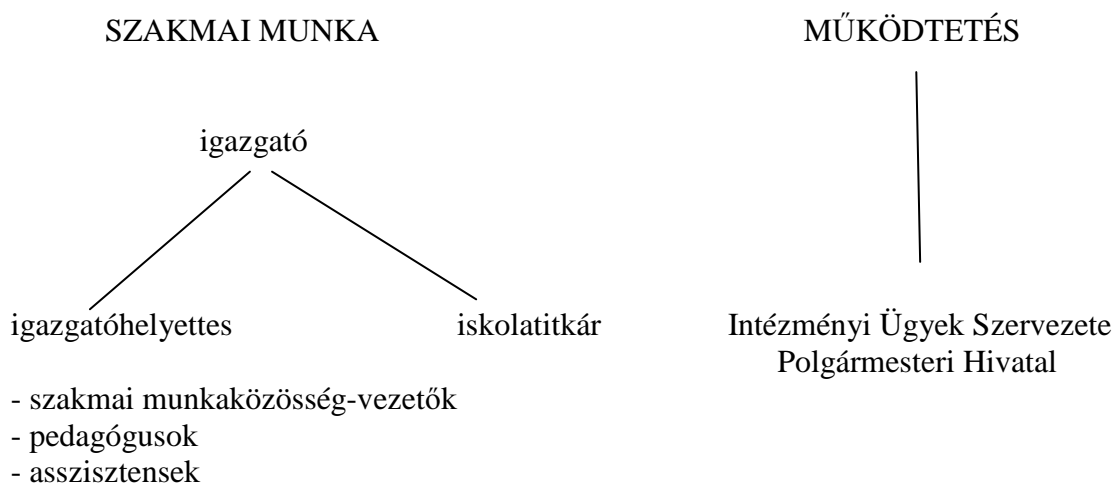 SZAKMAI MUNKA
MŰKÖDTETÉS
igazgató
igazgatóhelyettes
iskolatitkár
Intézményi Ügyek Szervezete
Polgármesteri Hivatal
- szakmai munkaközösség-vezetők
- pedagógusok
- asszisztensek